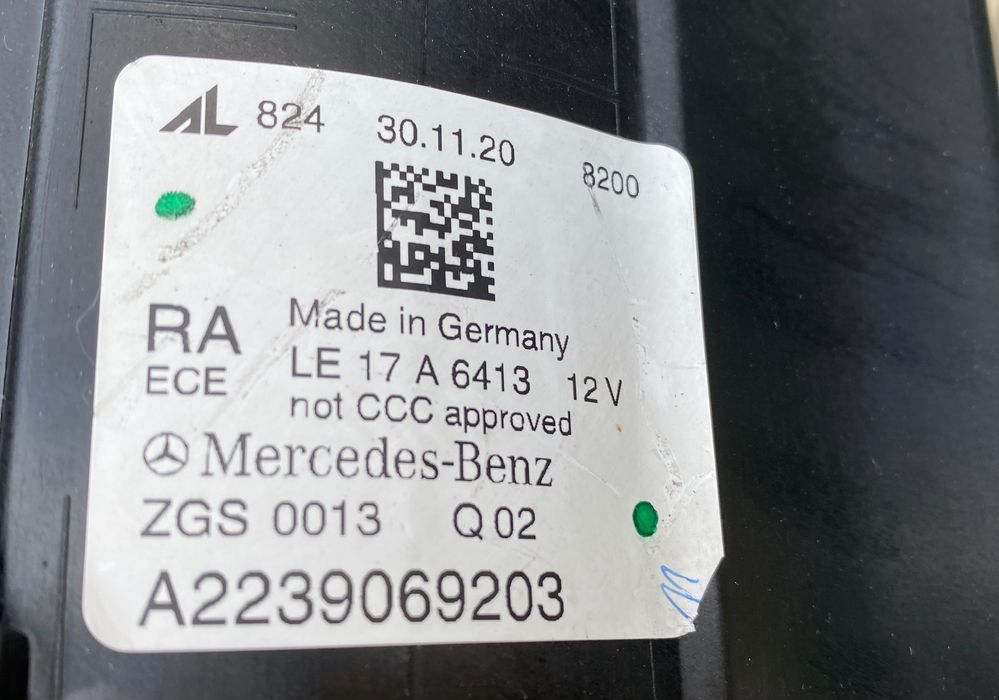 AL 824 30.11.20 8200
RA Made in Germany
ECE LE 17 A 6413 12V
not CCC approved
Mercedes-Benz
ZGS 0013 Q 02
A2239069203